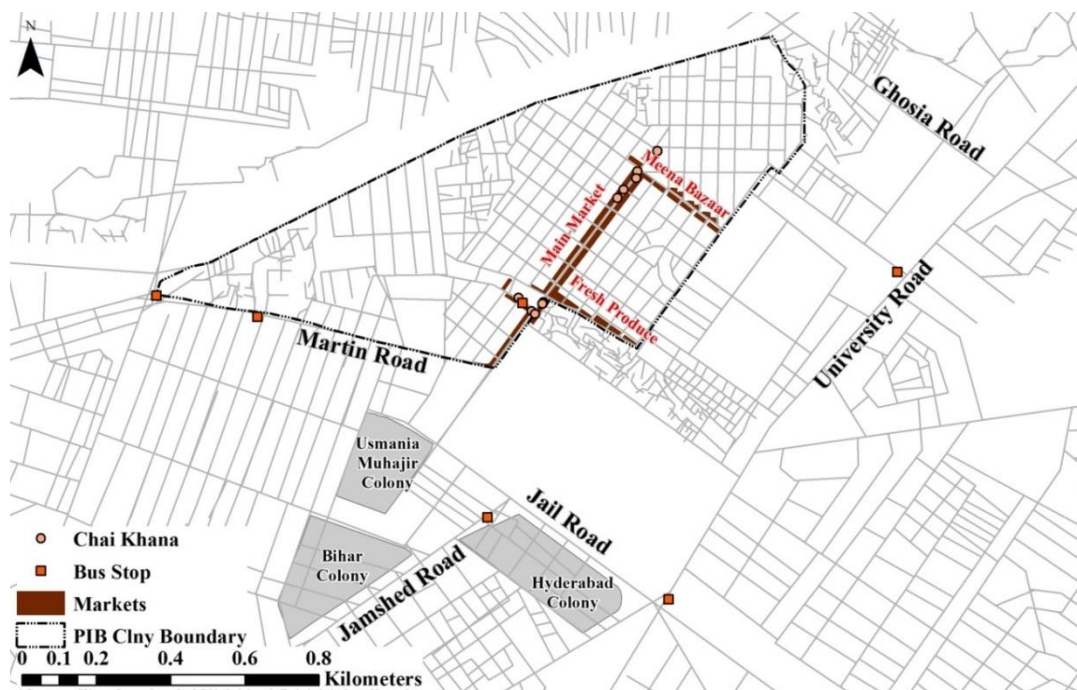 N
Ghosia Road
Meena Bazaar
Main Market
Fresh Produce
University Road
Martin Road
Usmania
Muhajir
Colony
Jail Road
Bihar
Colony
Jamshed Road
Hyderabad
Colony
Chai Khana
Bus Stop
Markets
PIB Clny Boundary
0 0.1 0.2 0.4 0.6 0.8
Kilometers